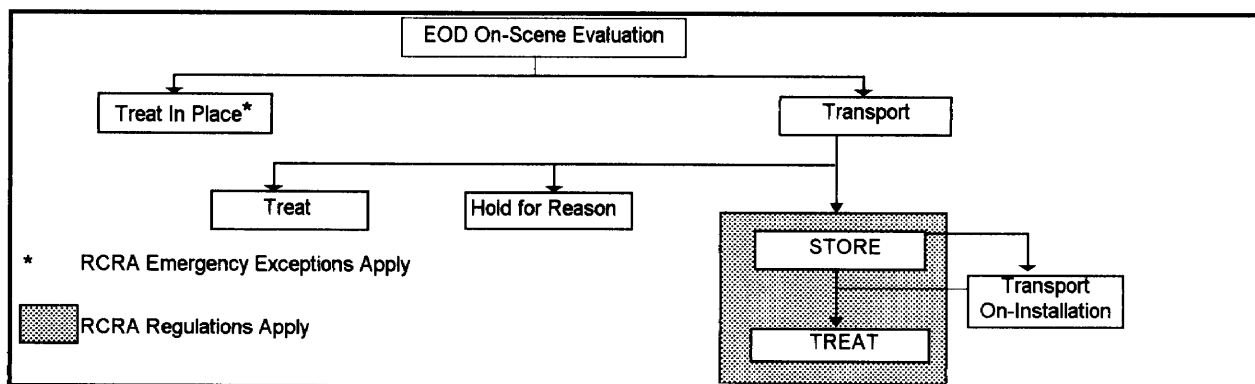 EOD On-Scene Evaluation
Treat In Place*
Transport
Treat
Hold for Reason
STORE
* RCRA Emergency Exceptions Apply
Transport
On-Installation
RCRA Regulations Apply
TREAT